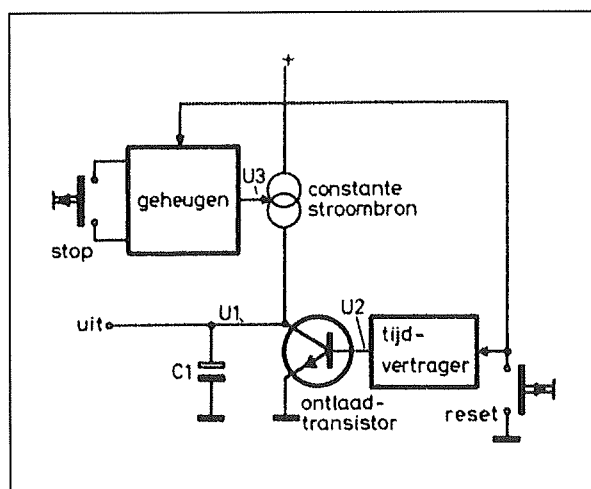 +
U3
geheugen
constante
stroombron
stop
uit
U1
U2
tijd-
vertrager
C1
ontlaad-
transistor
reset